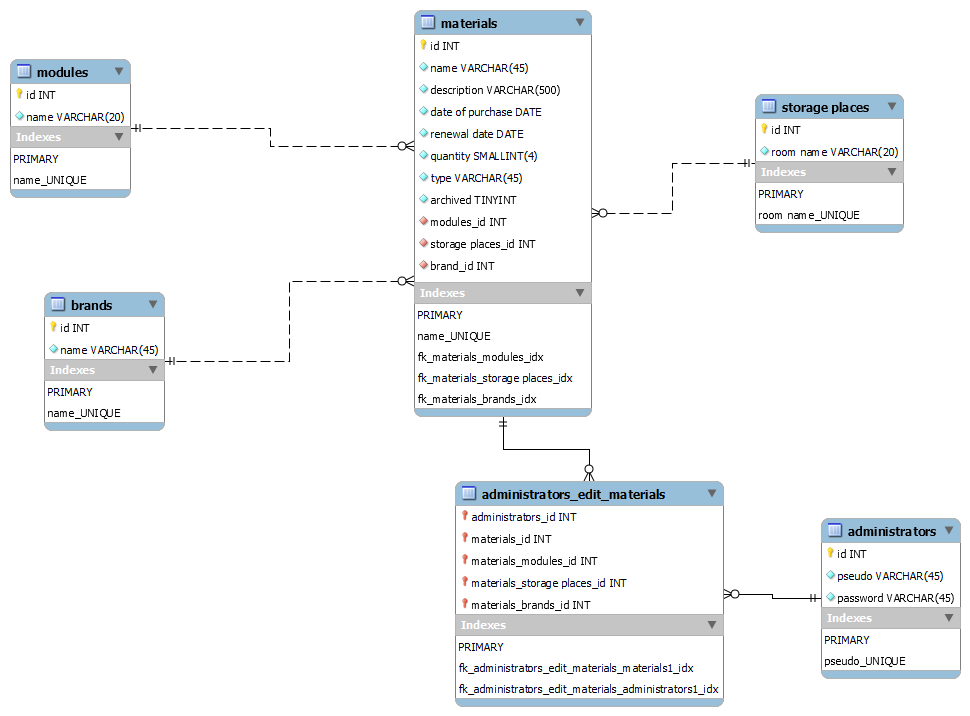 materials
id INT
name VARCHAR(45)
description VARCHAR(500)
date of purchase DATE
renewal date DATE
quantity SMALLINT(4)
type VARCHAR(45)
archived TINYINT
modules_id INT
storage places_id INT
brand_id INT
Indexes
PRIMARY
name_UNIQUE
fk_materials_modules_idx
fk_materials_storage places_idx
fk_materials_brands_idx
modules
id INT
name VARCHAR(20)
Indexes
PRIMARY
name_UNIQUE
storage places
id INT
room name VARCHAR(20)
Indexes
PRIMARY
room name_UNIQUE
brands
id INT
name VARCHAR(45)
Indexes
PRIMARY
name_UNIQUE
administrators_edit_materials
administrators_id INT
materials_id INT
materials_modules_id INT
materials_storage places_id INT
materials_brands_id INT
Indexes
PRIMARY
fk_administrators_edit_materials_materials1_idx
fk_administrators_edit_materials_administrators1_idx
administrators
id INT
pseudo VARCHAR(45)
password VARCHAR(45)
Indexes
PRIMARY
pseudo_UNIQUE